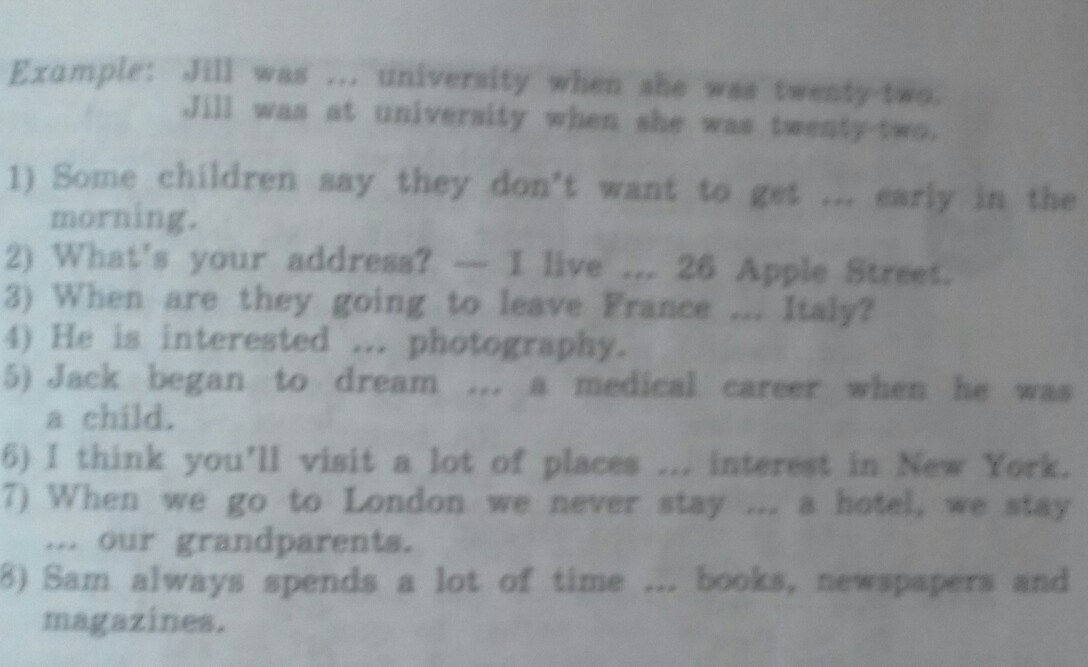 Example: Jill was ... university when she was twenty-two.
Jill was at university when she was twenty-two.
1) Some children say they don't want to get ... early in the
morning.
2) What's your address? — I live ... 26 Apple Street.
3) When are they going to leave France ... Italy?
4) He is interested ... photography.
5) Jack began to dream ... a medical career when he was
a child.
6) I think you'll visit a lot of places ... interest in New York.
7) When we go to London we never stay ... a hotel, we stay
... our grandparents.
8) Sam always spends a lot of time ... books, newspapers and
magazines.